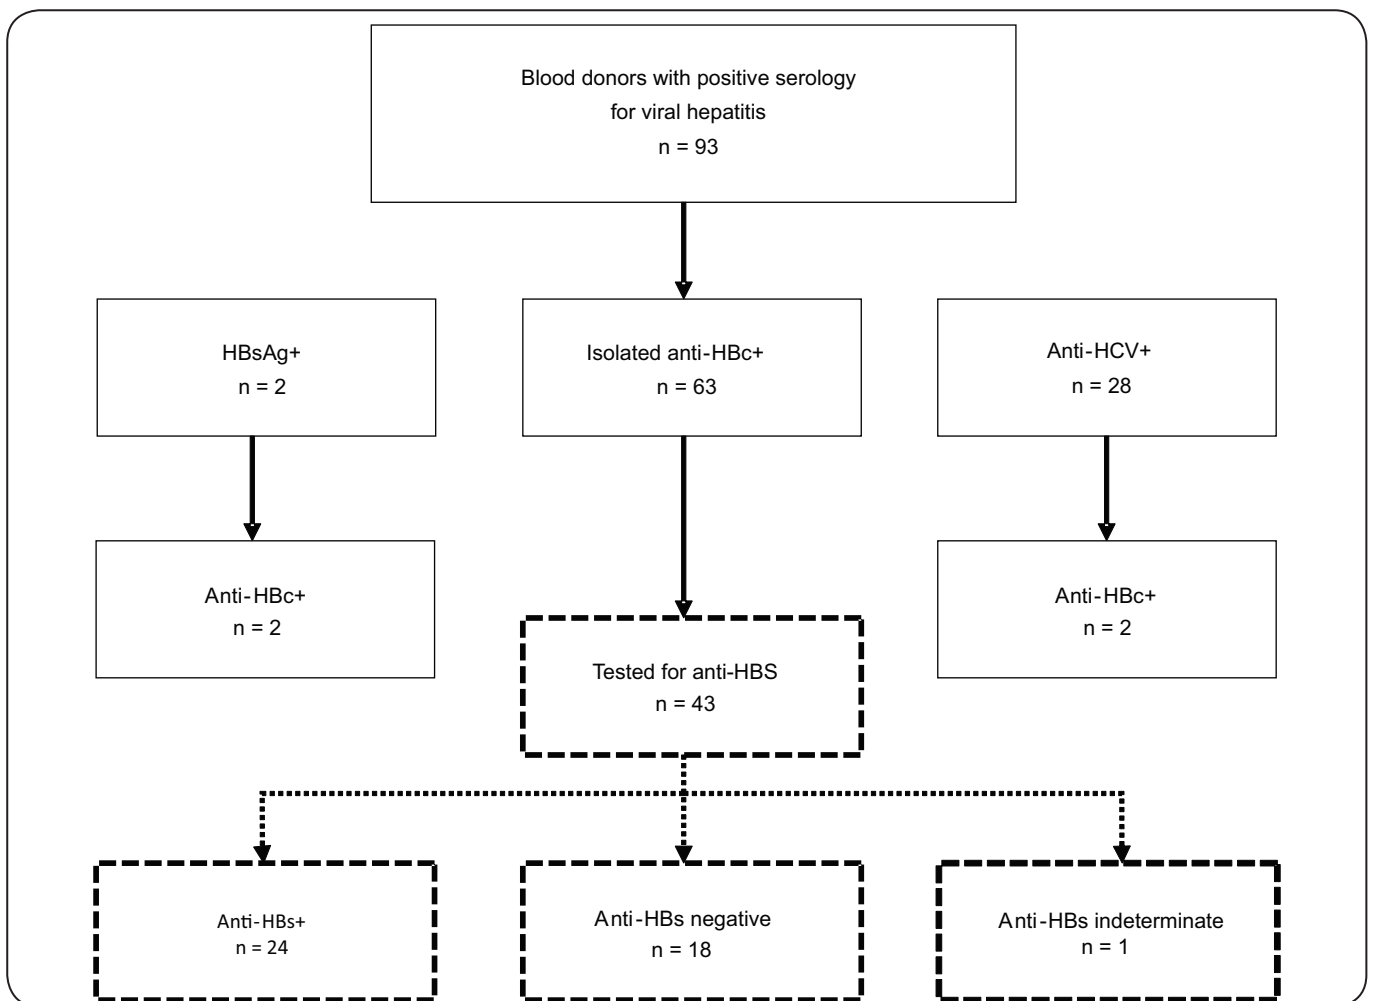 Blood donors with positive serology
for viral hepatitis
n = 93
HBsAg+
n = 2
Isolated anti-HBc+
n = 63
Anti-HCV+
n = 28
Anti-HBc+
n = 2
Anti-HBc+
n = 2
Tested for anti-HBS
n = 43
Anti-HBs+
n = 24
Anti-HBs negative
n = 18
Anti-HBs indeterminate
n = 1